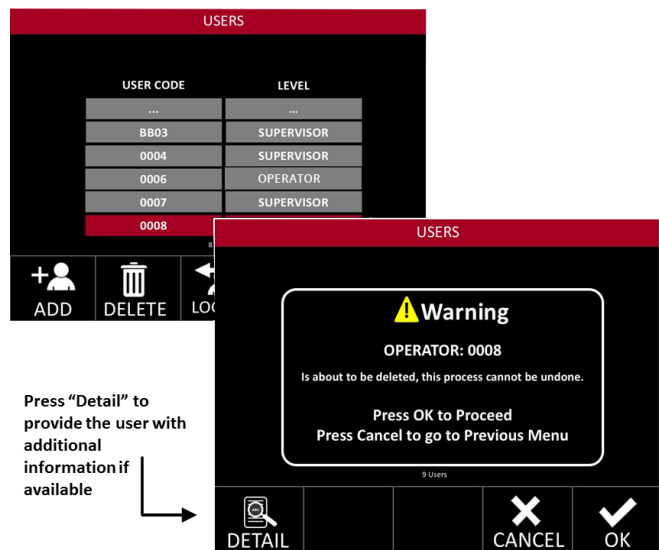 USERS
USER CODE LEVEL
... ...
BB03 SUPERVISOR
0004 SUPERVISOR
0006 OPERATOR
0007 SUPERVISOR
0008
8
ADD DELETE
USERS
Warning
OPERATOR: 0008
Is about to be deleted, this process cannot be undone.
Press OK to Proceed
Press Cancel to go to Previous Menu
9 Users
DETAIL CANCEL OK
Press “Detail” to
provide the user with
additional
information if
available